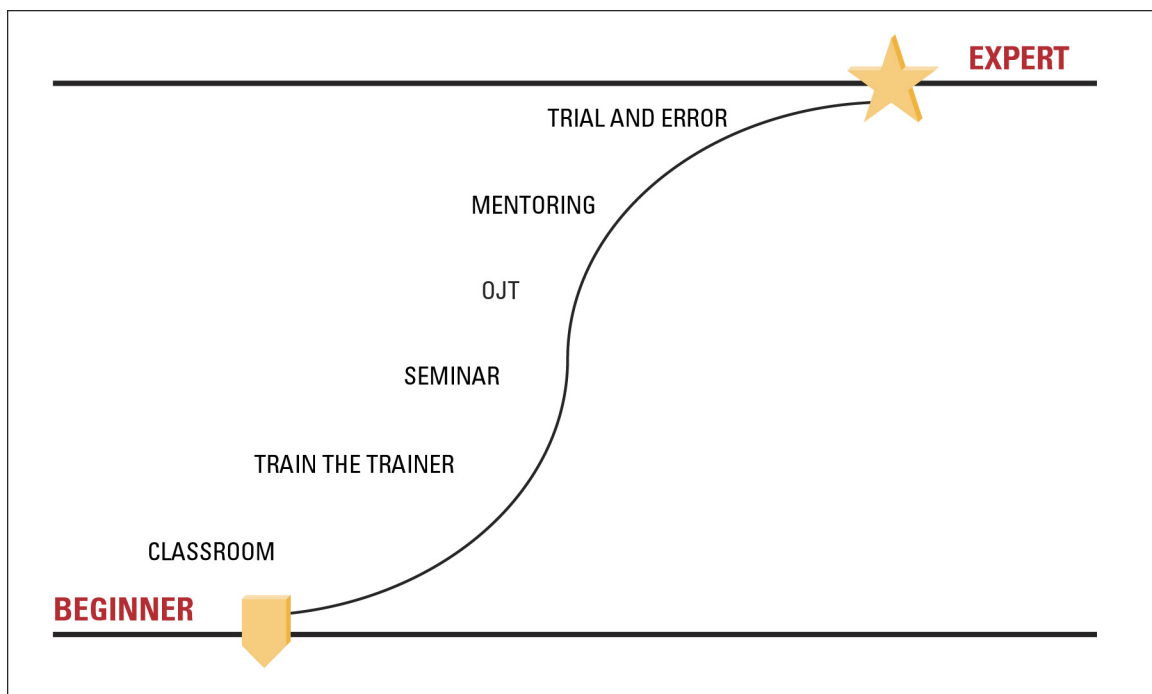 EXPERT
TRIAL AND ERROR
MENTORING
OJT
SEMINAR
TRAIN THE TRAINER
CLASSROOM
BEGINNER